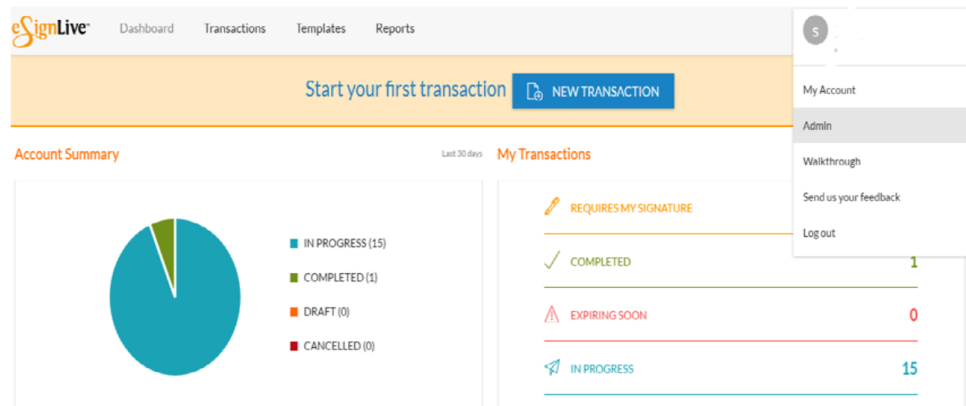 eSignLive™ Dashboard Transactions Templates Reports
S
Start your first transaction NEW TRANSACTION
My Account
Admin
Walkthrough
Send us your feedback
Log out
Account Summary Last 30 days
IN PROGRESS (15)
COMPLETED (1)
DRAFT (0)
CANCELLED (0)
My Transactions
REQUIRES MY SIGNATURE
COMPLETED 1
EXPIRING SOON 0
IN PROGRESS 15